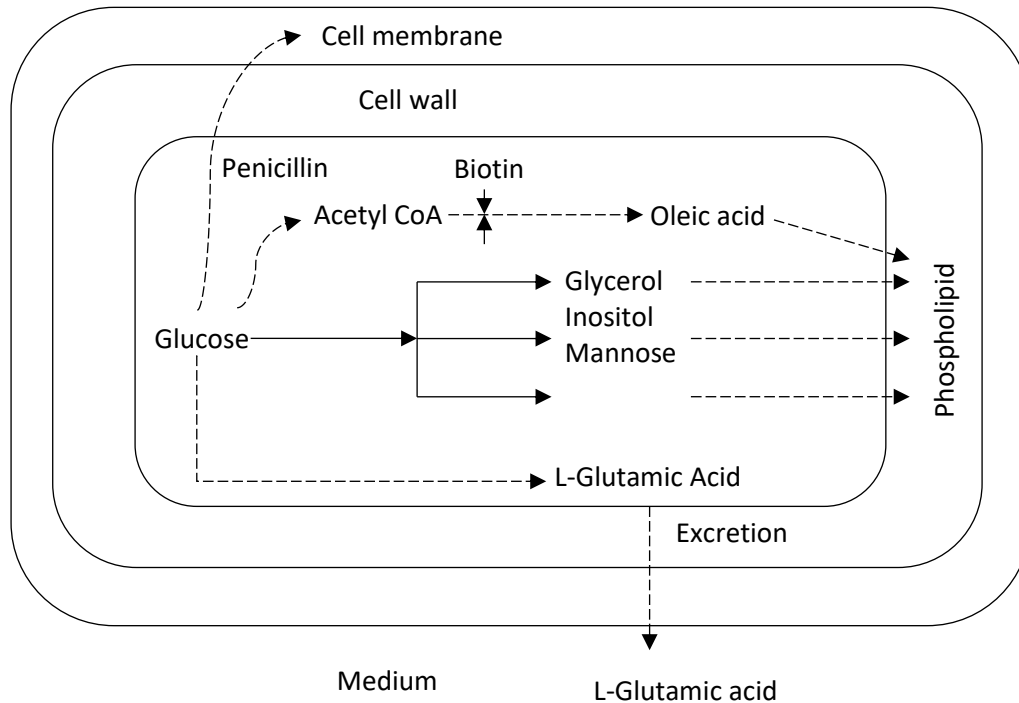 Cell membrane
Cell wall
Penicillin
Biotin
Acetyl CoA
Oleic acid
Glycerol
Inositol
Glucose
Mannose
Phospholipid
L-Glutamic Acid
Excretion
Medium
L-Glutamic acid